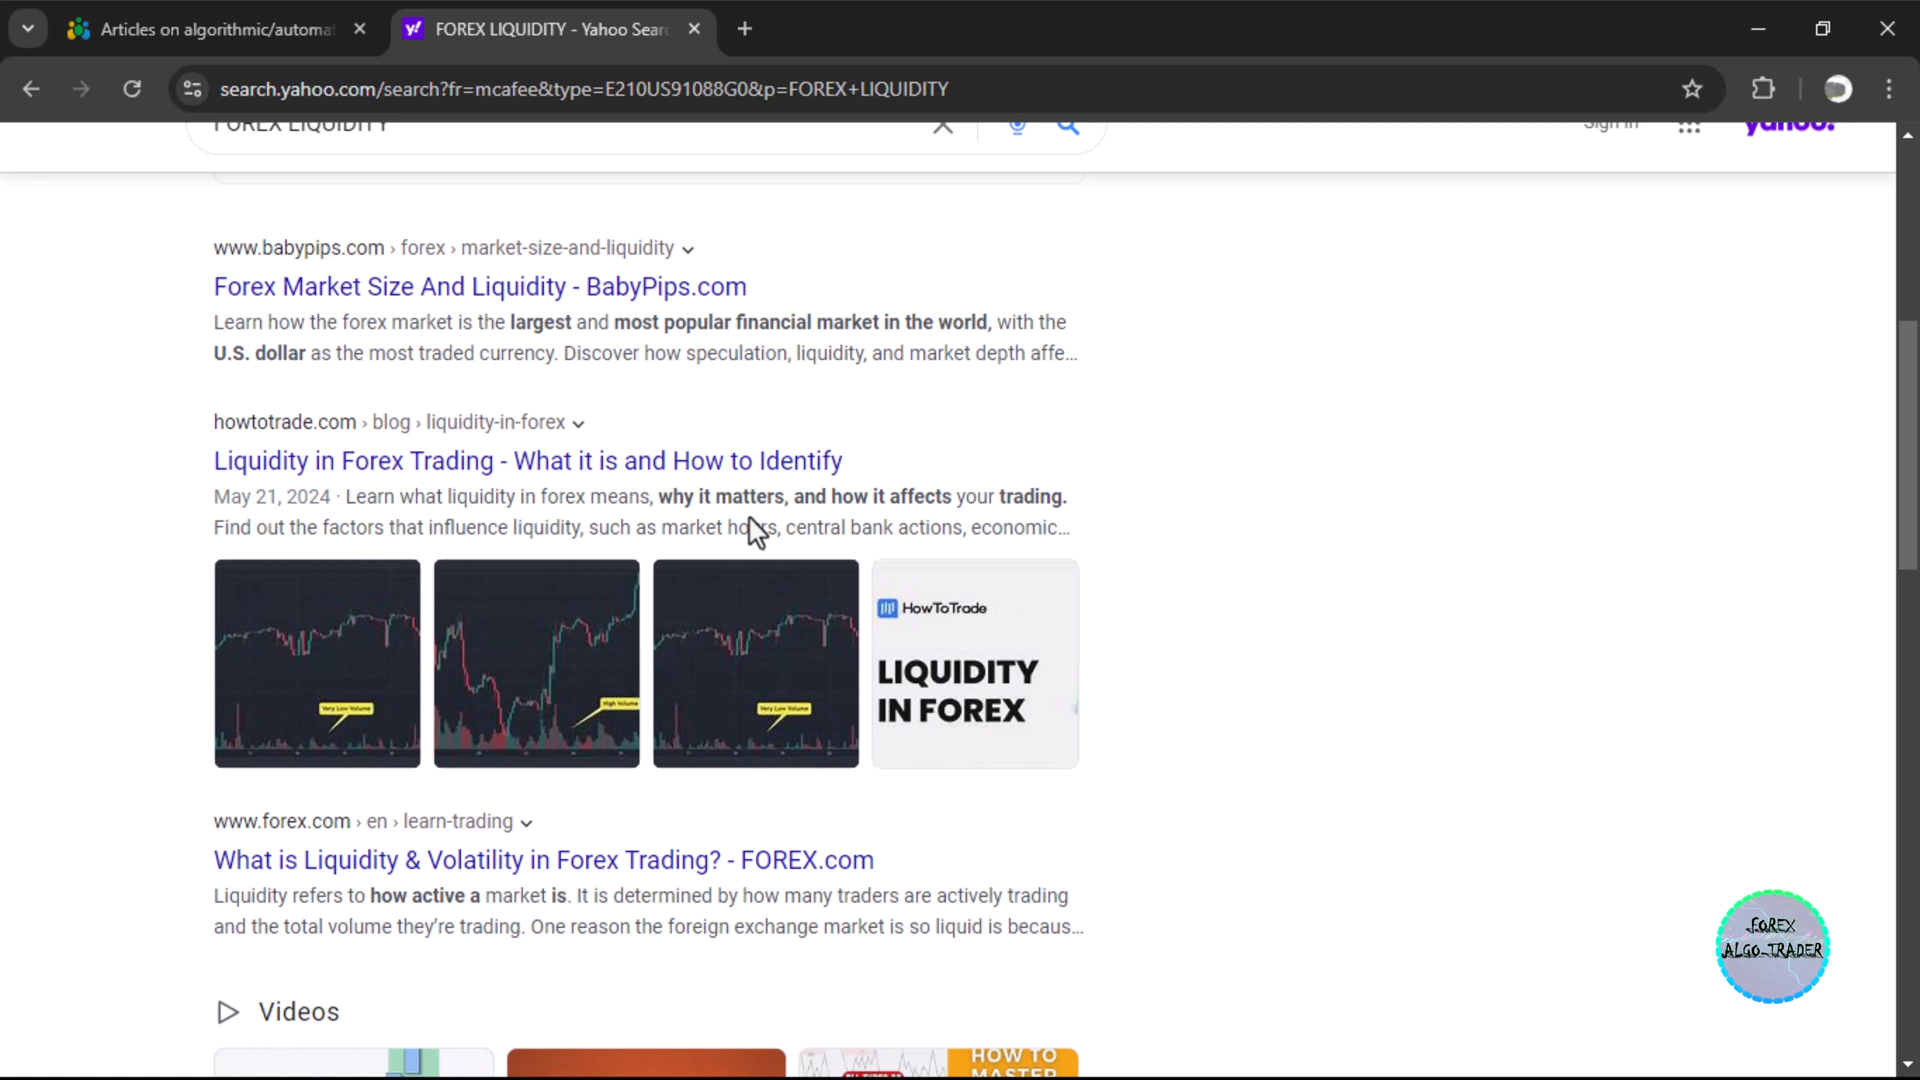 Articles on algorithmic/automat
FOREX LIQUIDITY - Yahoo Sear
search.yahoo.com/search?fr=mcafee&type=E210US91088G0&p=FOREX+LIQUIDITY
FOREX LIQUIDITY
Sign in
yahoo!
www.babypips.com › forex › market-size-and-liquidity
Forex Market Size And Liquidity - BabyPips.com
Learn how the forex market is the largest and most popular financial market in the world, with the
U.S. dollar as the most traded currency. Discover how speculation, liquidity, and market depth affe...
howtotrade.com › blog › liquidity-in-forex
Liquidity in Forex Trading - What it is and How to Identify
May 21, 2024 · Learn what liquidity in forex means, why it matters, and how it affects your trading.
Find out the factors that influence liquidity, such as market hours, central bank actions, economic...
Very Low Volume
High Volume
Very Low Volume
HowToTrade
LIQUIDITY
IN FOREX
www.forex.com › en › learn-trading
What is Liquidity & Volatility in Forex Trading? - FOREX.com
Liquidity refers to how active a market is. It is determined by how many traders are actively trading
and the total volume they're trading. One reason the foreign exchange market is so liquid is becaus...
FOREX
ALGO-TRADER
Videos
HOW TO
MASTER